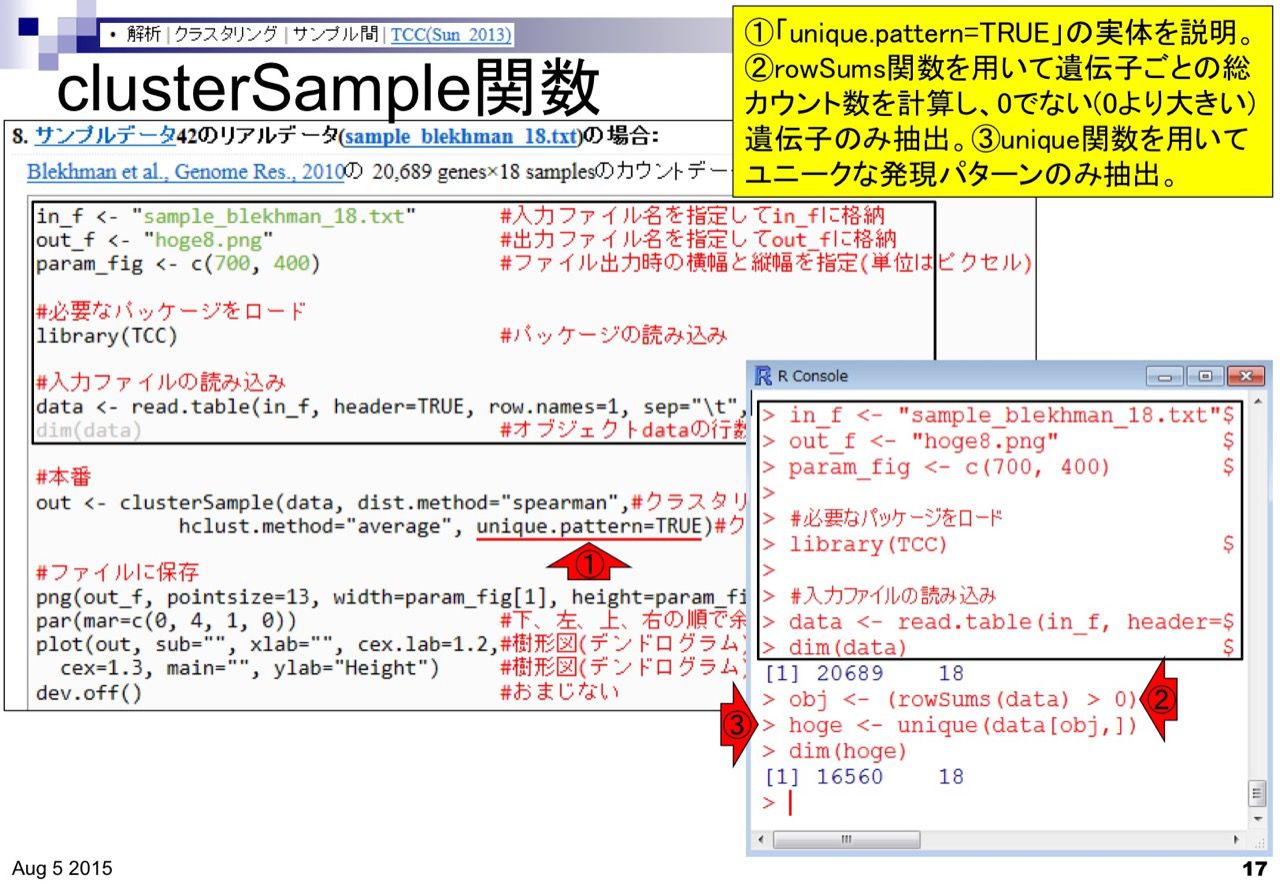 • 解析 | クラスタリング | サンプル間 | TCC(Sun_2013)
clusterSample関数
①「unique.pattern=TRUE」の実体を説明。
②rowSums関数を用いて遺伝子ごとの総
カウント数を計算し、0でない(0より大きい)
遺伝子のみ抽出。③unique関数を用いて
ユニークな発現パターンのみ抽出。
8. サンプルデータ42のリアルデータ(sample_blekhman_18.txt)の場合:
Blekhman et al., Genome Res., 2010の 20,689 genes×18 samplesのカウントデー
in_f <- "sample_blekhman_18.txt" #入力ファイル名を指定してin_fに格納
out_f <- "hoge8.png" #出力ファイル名を指定してout_fに格納
param_fig <- c(700, 400) #ファイル出力時の横幅と縦幅を指定(単位はピクセル)
#必要なパッケージをロード
library(TCC) #パッケージの読み込み
#入力ファイルの読み込み
data <- read.table(in_f, header=TRUE, row.names=1, sep="\t",
dim(data) #オブジェクトdataの行数
#本番
out <- clusterSample(data, dist.method="spearman",#クラスタリ
hclust.method="average", unique.pattern=TRUE)#ク
①
#ファイルに保存
png(out_f, pointsize=13, width=param_fig[1], height=param_fi
par(mar=c(0, 4, 1, 0)) #下、左、上、右の順で余
plot(out, sub="", xlab="", cex.lab=1.2,#樹形図(デンドログラム)
cex=1.3, main="", ylab="Height") #樹形図(デンドログラム)
dev.off() #おまじない
R Console
> in_f <- "sample_blekhman_18.txt"$
> out_f <- "hoge8.png" $
> param_fig <- c(700, 400) $
>
> #必要なパッケージをロード
> library(TCC) $
>
> #入力ファイルの読み込み
> data <- read.table(in_f, header=$
> dim(data) $
[1] 20689 18
> obj <- (rowSums(data) > 0)
②
③
> hoge <- unique(data[obj,])
> dim(hoge)
[1] 16560 18
>
Aug 5 2015
17